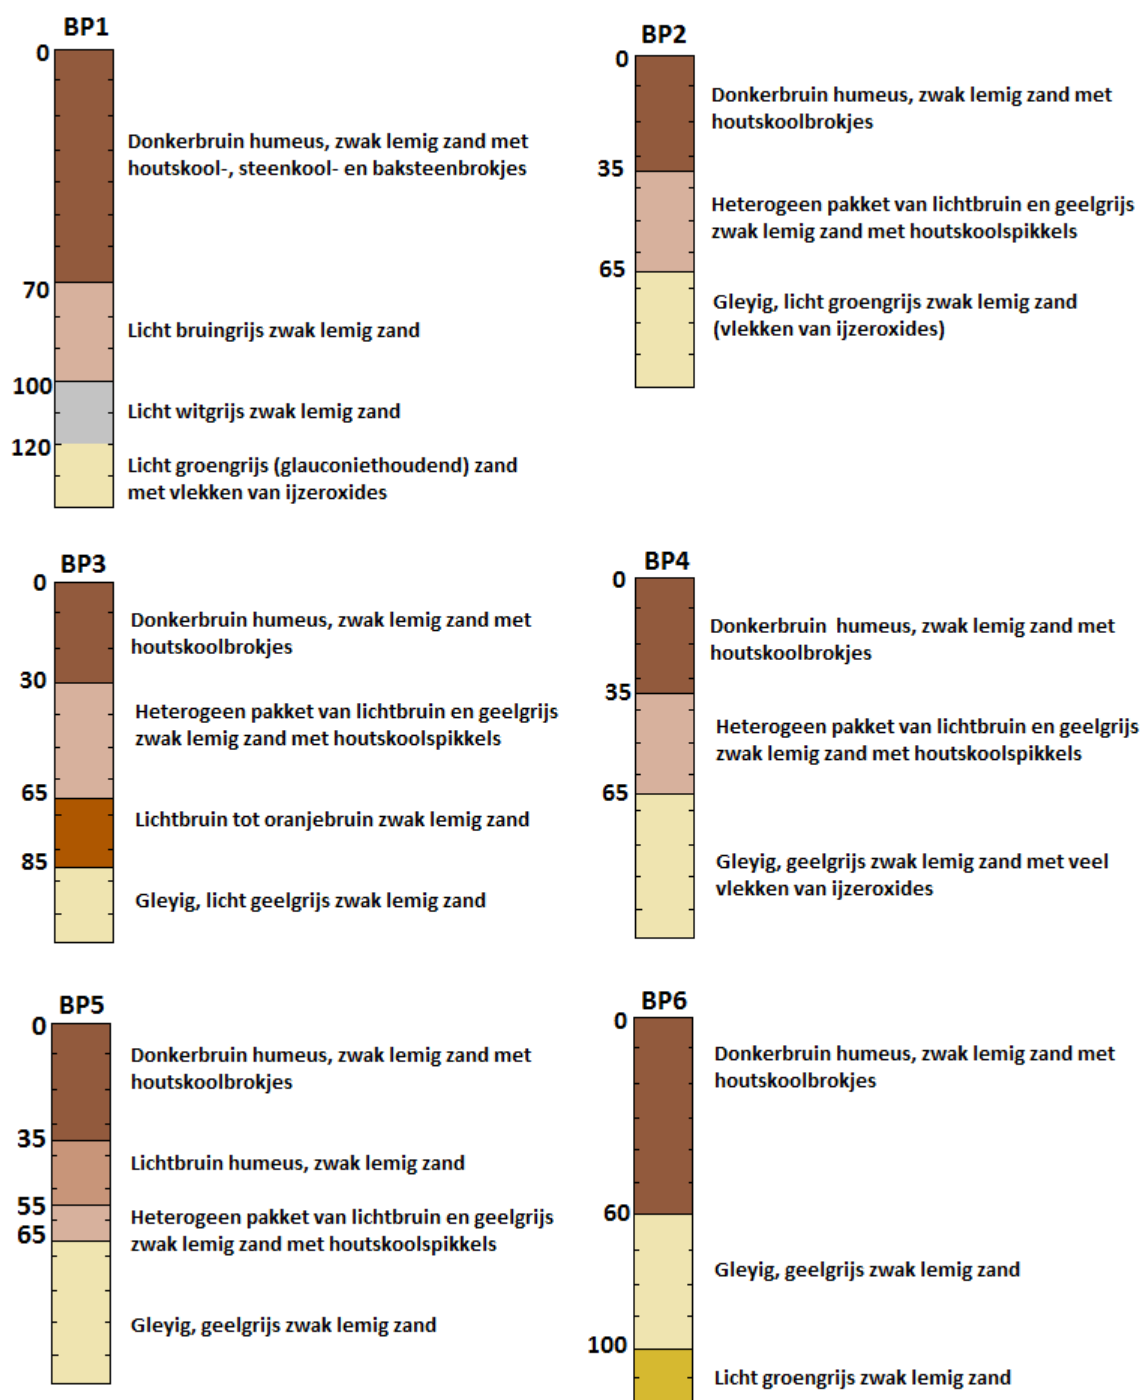 BP1
0
Donkerbruin humeus, zwak lemig zand met
houtskool-, steenkool- en baksteenbrokjes
70
Licht bruingrijs zwak lemig zand
100
Licht witgrijs zwak lemig zand
120
Licht groengrijs (glauconiethoudend) zand
met vlekken van ijzeroxides
BP2
0
Donkerbruin humeus, zwak lemig zand met
houtskoolbrokjes
35
Heterogeen pakket van lichtbruin en geelgrijs
zwak lemig zand met houtskoolspikkels
65
Gleyig, licht groengrijs zwak lemig zand
(vlekken van ijzeroxides)
BP3
0
Donkerbruin humeus, zwak lemig zand met
houtskoolbrokjes
30
Heterogeen pakket van lichtbruin en geelgrijs
zwak lemig zand met houtskoolspikkels
65
Lichtbruin tot oranjebruin zwak lemig zand
85
Gleyig, licht geelgrijs zwak lemig zand
BP4
0
Donkerbruin humeus, zwak lemig zand met
houtskoolbrokjes
35
Heterogeen pakket van lichtbruin en geelgrijs
zwak lemig zand met houtskoolspikkels
65
Gleyig, geelgrijs zwak lemig zand met veel
vlekken van ijzeroxides
BP5
0
Donkerbruin humeus, zwak lemig zand met
houtskoolbrokjes
35
Lichtbruin humeus, zwak lemig zand
55
Heterogeen pakket van lichtbruin en geelgrijs
65
zwak lemig zand met houtskoolspikkels
Gleyig, geelgrijs zwak lemig zand
BP6
0
Donkerbruin humeus, zwak lemig zand met
houtskoolbrokjes
60
Gleyig, geelgrijs zwak lemig zand
100
Licht groengrijs zwak lemig zand